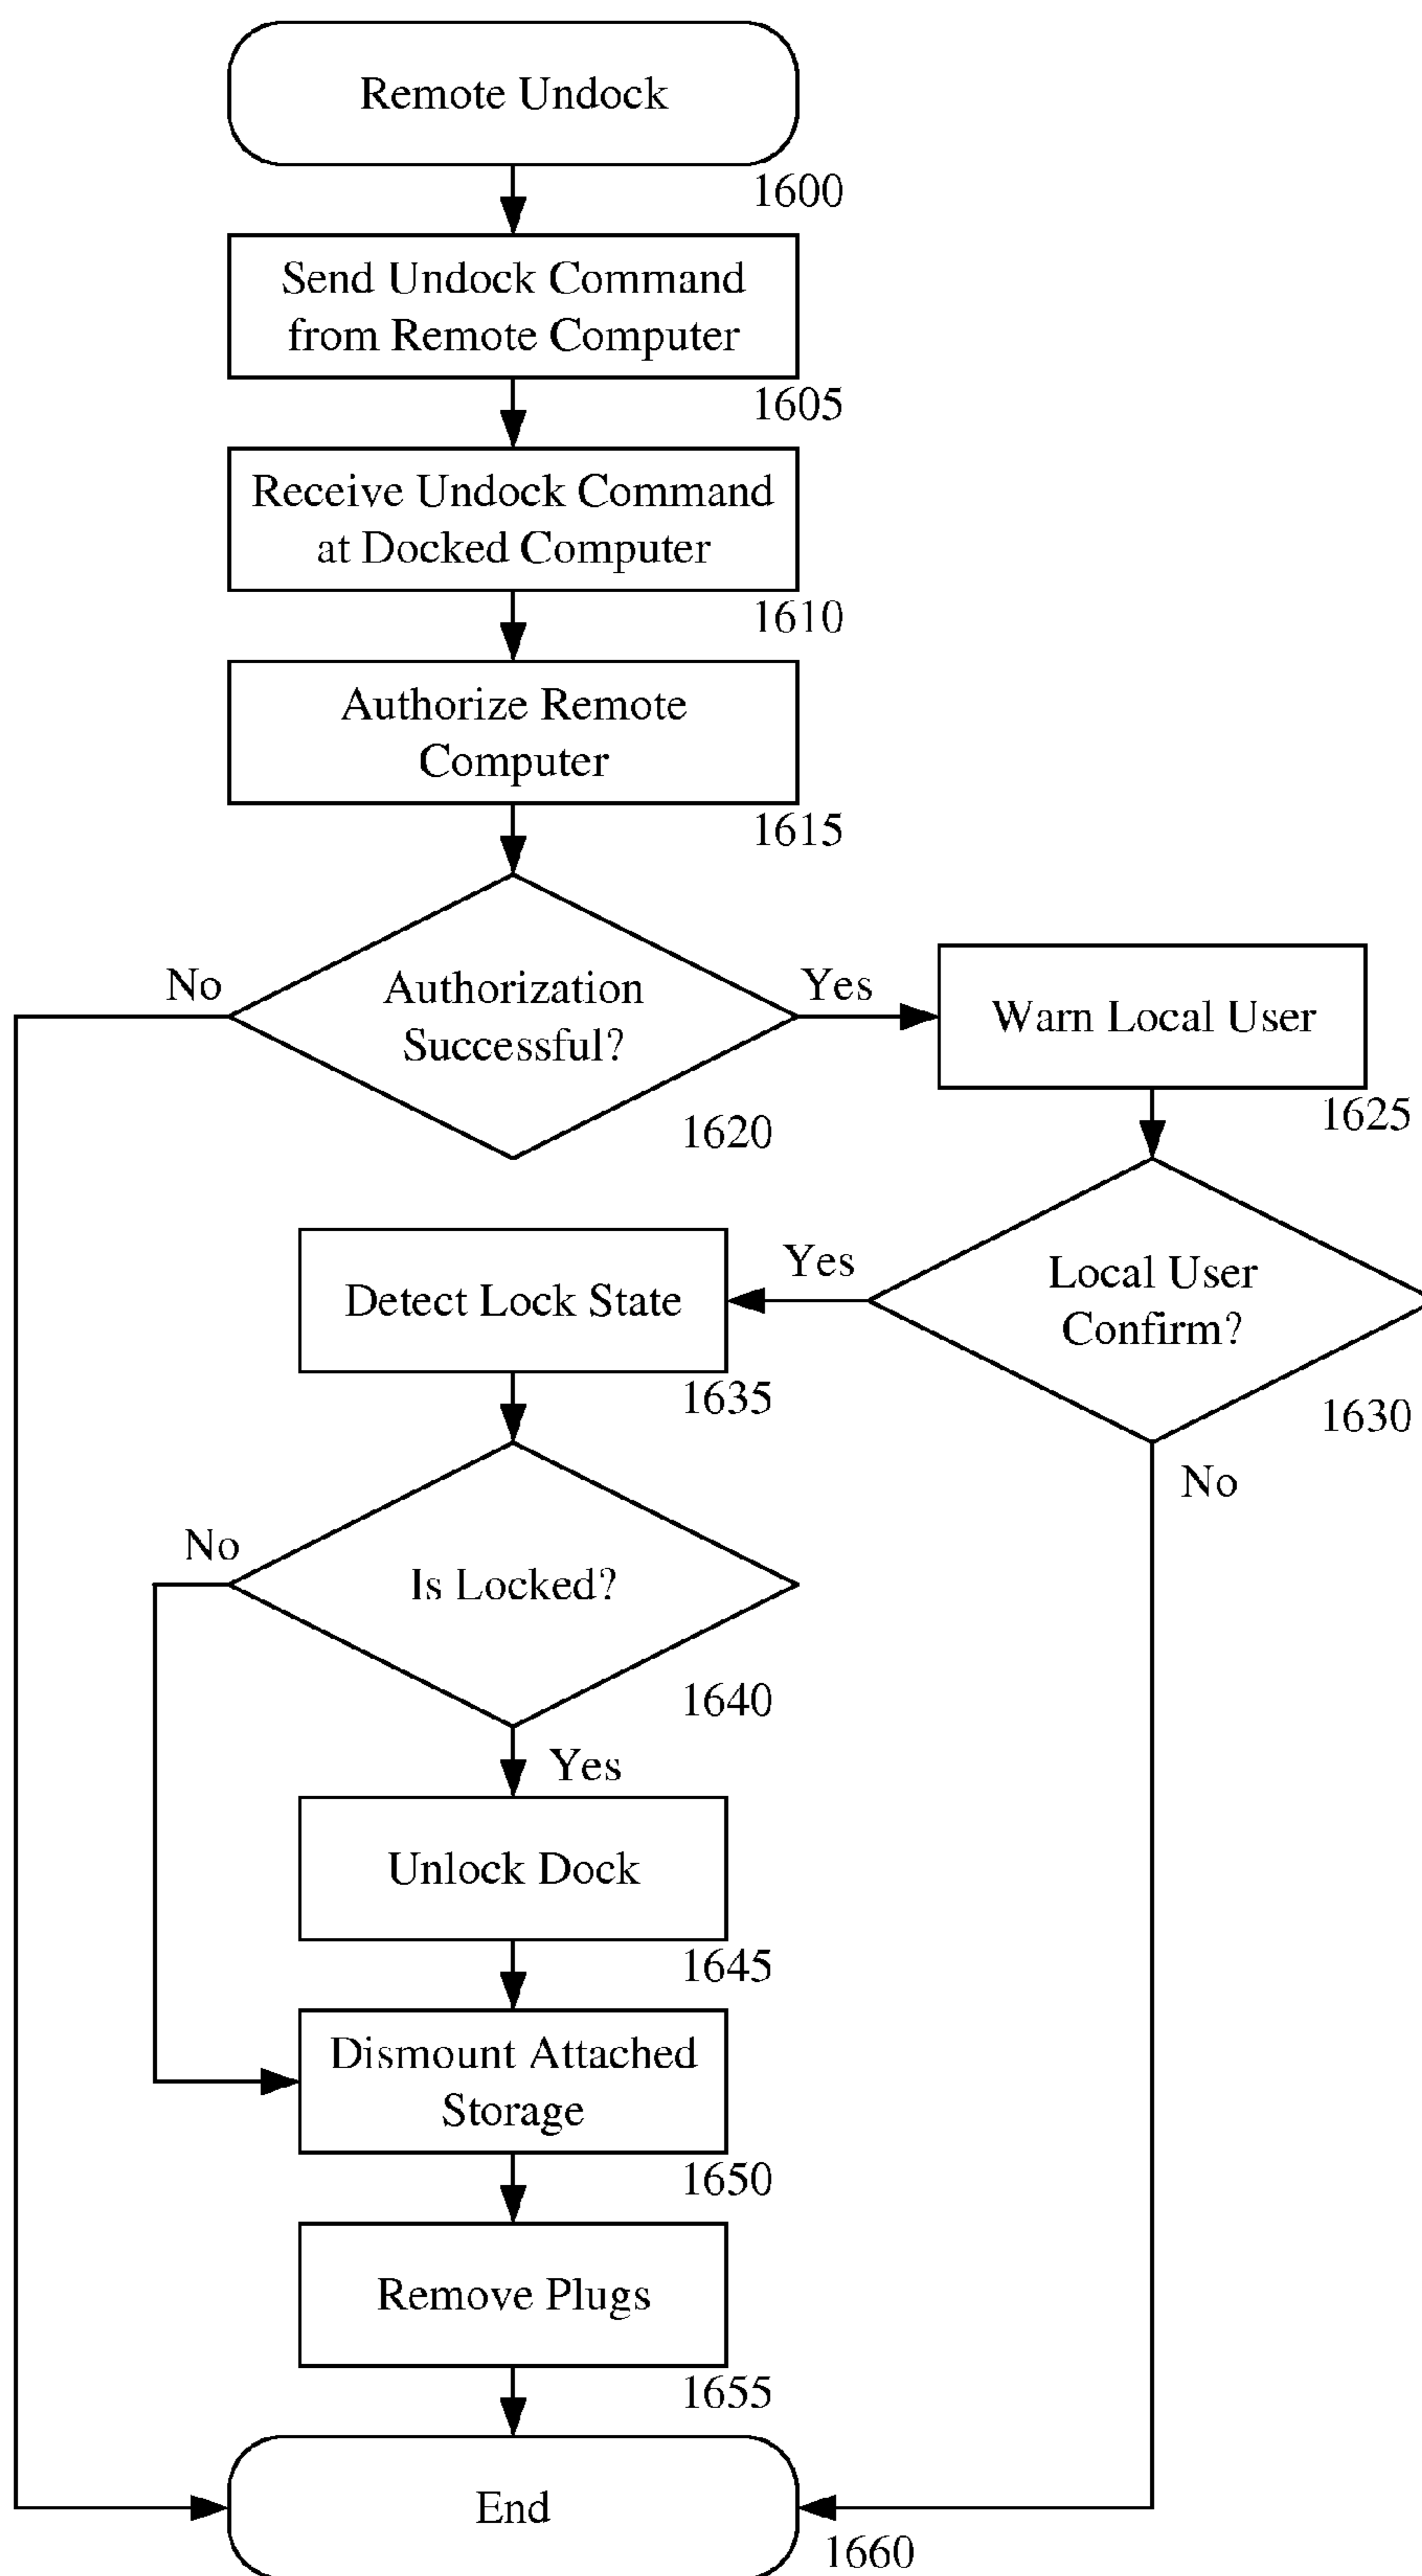 Remote Undock
1600
Send Undock Command
from Remote Computer
1605
Receive Undock Command
at Docked Computer
1610
Authorize Remote
Computer
1615
No
Authorization
Successful?
Yes
1620
Warn Local User
1625
Local User
Confirm?
1630
Yes
No
Detect Lock State
1635
No
Is Locked?
1640
Yes
Unlock Dock
1645
Dismount Attached
Storage
1650
Remove Plugs
1655
End
1660